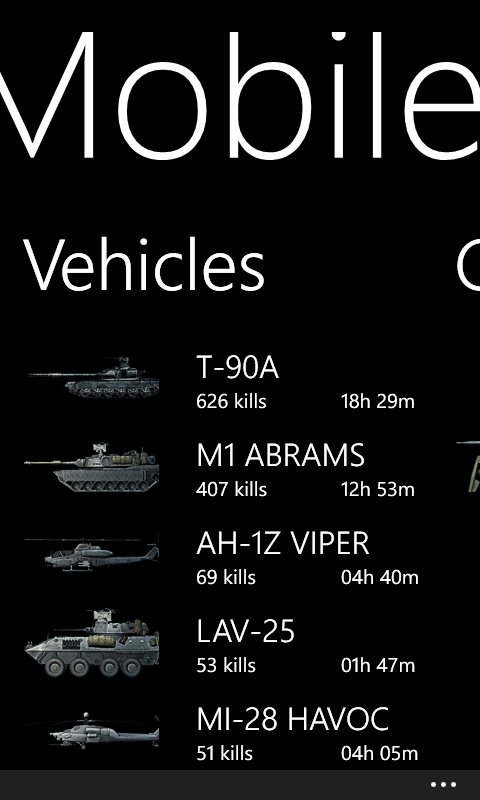 Mobile
Vehicles
T-90A
626 kills 18h 29m
M1 ABRAMS
407 kills 12h 53m
AH-1Z VIPER
69 kills 04h 40m
LAV-25
53 kills 01h 47m
MI-28 HAVOC
51 kills 04h 05m